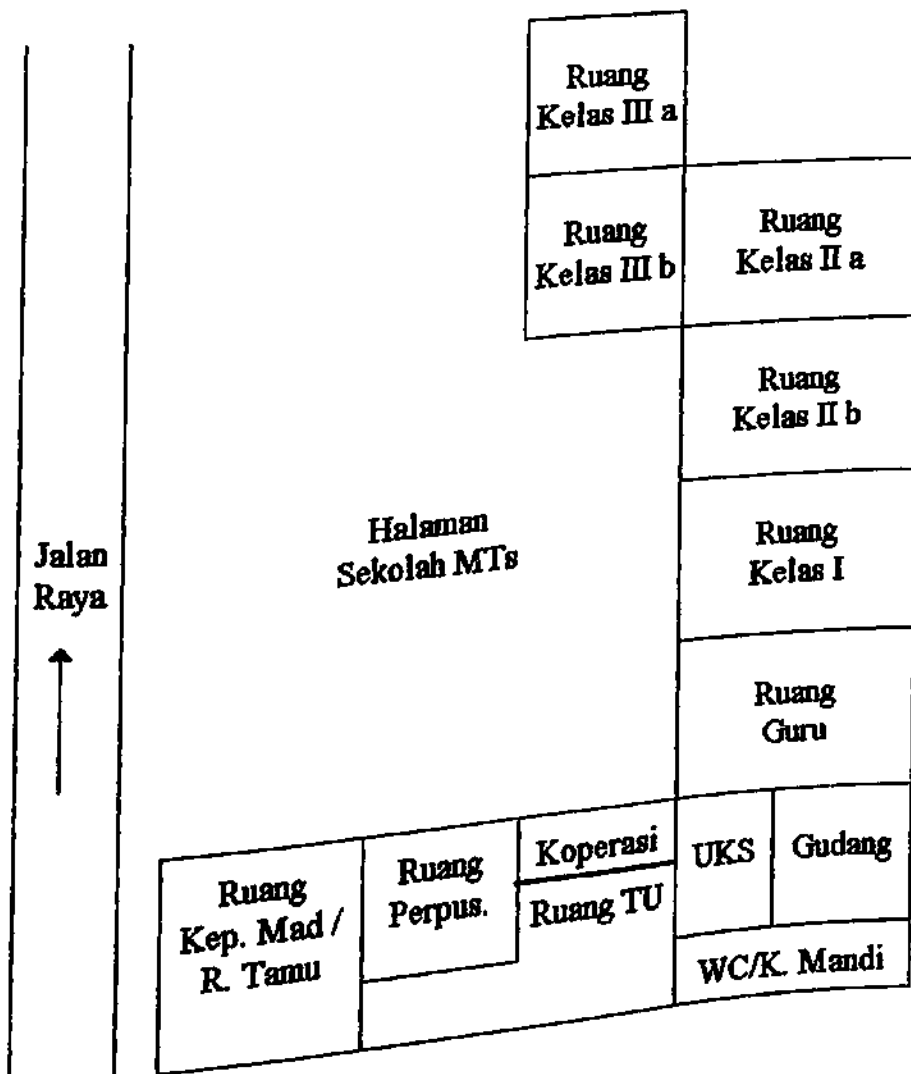 Ruang
Kelas III a
Ruang
Kelas III b
Ruang
Kelas II a
Ruang
Kelas II b
Jalan
Raya
Halaman
Sekolah MTs
Ruang
Kelas I
Ruang
Guru
Ruang
Kep. Mad /
R. Tamu
Ruang
Perpus.
Koperasi
Ruang TU
UKS
Gudang
WC/K. Mandi